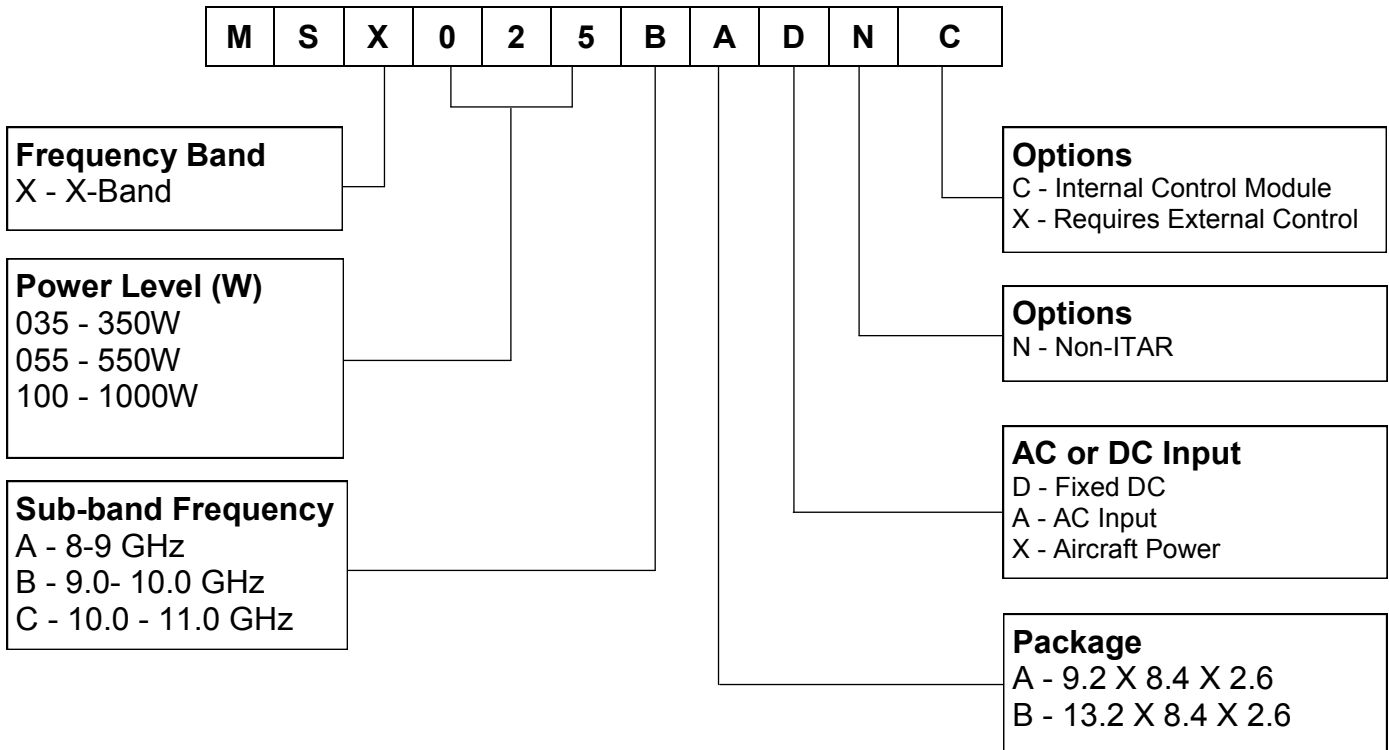 M S X 0 2 5 B A D N C
Frequency Band
X - X-Band
Power Level (W)
035 - 350W
055 - 550W
100 - 1000W
Sub-band Frequency
A - 8-9 GHz
B - 9.0- 10.0 GHz
C - 10.0 - 11.0 GHz
Options
C - Internal Control Module
X - Requires External Control
Options
N - Non-ITAR
AC or DC Input
D - Fixed DC
A - AC Input
X - Aircraft Power
Package
A - 9.2 X 8.4 X 2.6
B - 13.2 X 8.4 X 2.6